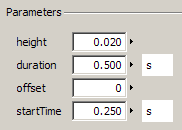 Parameters
height 0.020
duration 0.500 s
offset 0
startTime 0.250 s